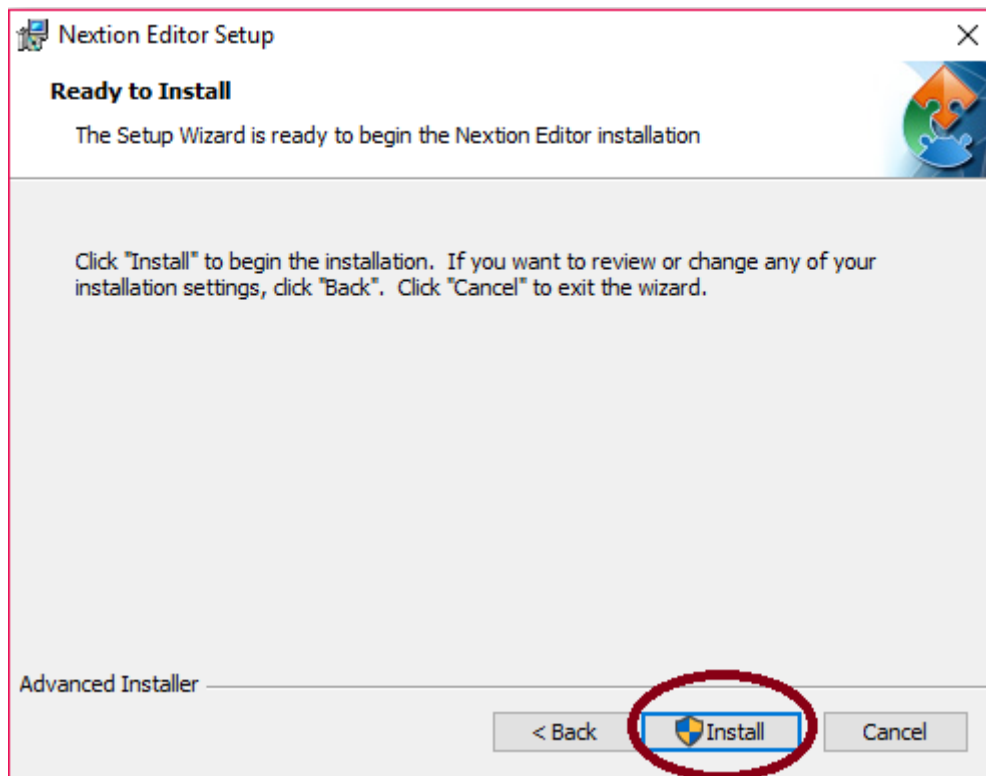 Nextion Editor Setup
Ready to Install
The Setup Wizard is ready to begin the Nextion Editor installation
Click "Install" to begin the installation.  If you want to review or change any of your
installation settings, click "Back".  Click "Cancel" to exit the wizard.
Advanced Installer
< Back
Install
Cancel